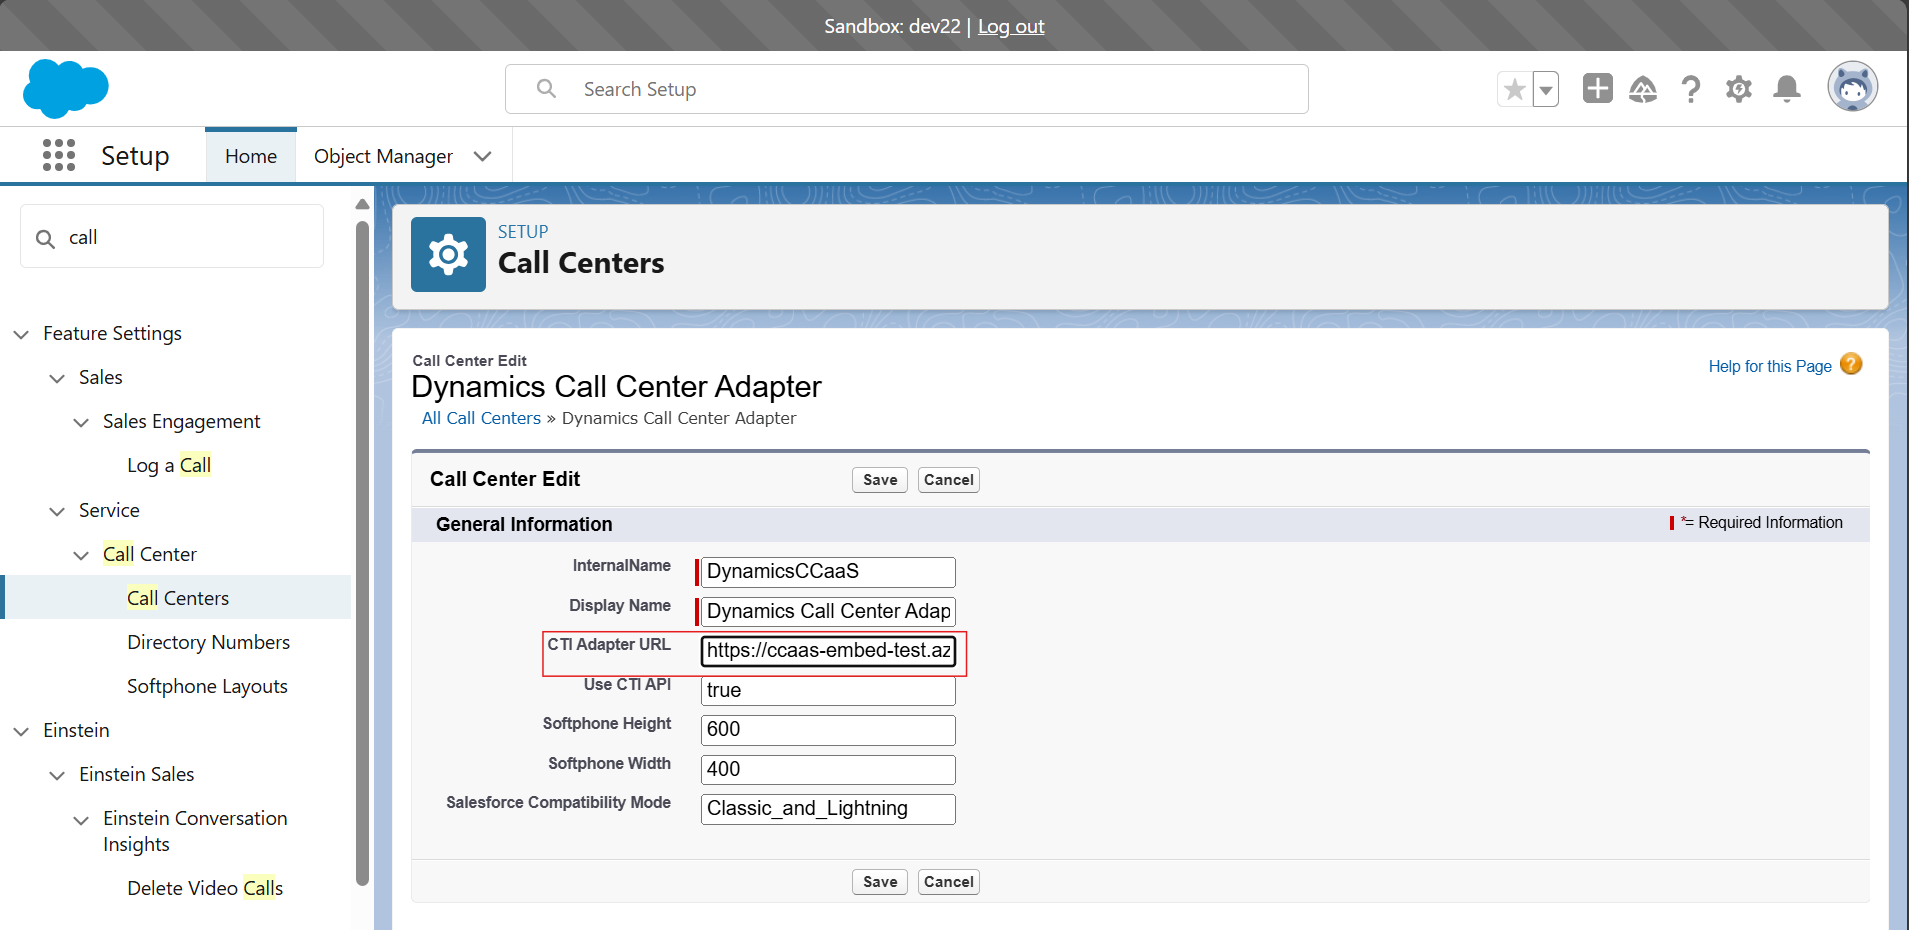 Sandbox: dev22 | Log out
Search Setup
Setup
Home
Object Manager
call
Feature Settings
Sales
Sales Engagement
Log a Call
Service
Call Center
Call Centers
Directory Numbers
Softphone Layouts
Einstein
Einstein Sales
Einstein Conversation
Insights
Delete Video Calls
SETUP
Call Centers
Call Center Edit
Dynamics Call Center Adapter
All Call Centers » Dynamics Call Center Adapter
Help for this Page ?
Call Center Edit
Save
Cancel
General Information
*= Required Information
InternalName
DynamicsCCaaS
Display Name
Dynamics Call Center Adap
CTI Adapter URL
https://ccaas-embed-test.az
Use CTI API
true
Softphone Height
600
Softphone Width
400
Salesforce Compatibility Mode
Classic_and_Lightning
Save
Cancel